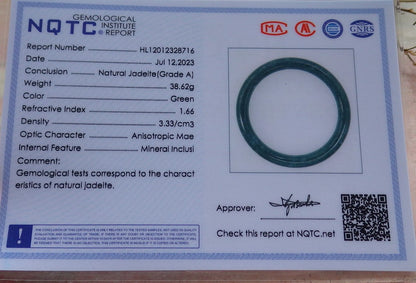 NQTC GEMOLOGICAL
INSTITUTE
® REPORT
MA
GNRS
Report Number HL12012328716
Date Jul 12,2023
Conclusion Natural Jadeite(Grade A)
Weight 38.62g
Color Green
Refractive Index 1.66
Density 3.33/cm3
Optic Character Anisotropic Mae
Internal Feature Mineral Inclusi
Comment:
Gemological tests correspond to the charact
eristics of natural jadeite.
Approver:
Check this report at NQTC.net